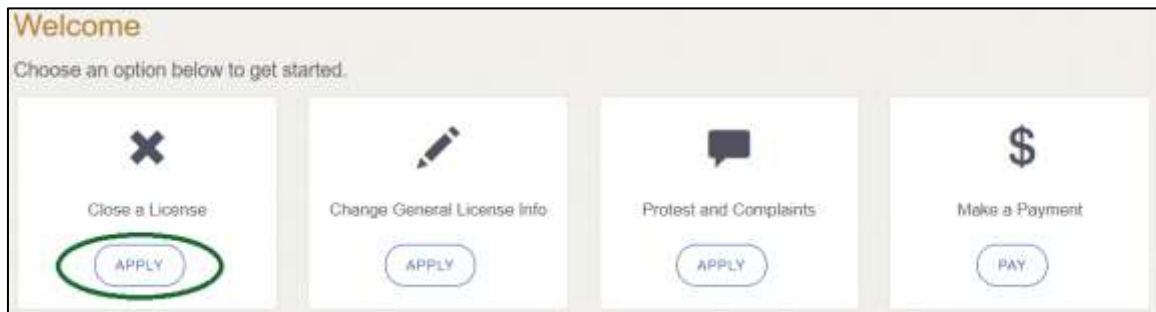 Welcome
Choose an option below to get started.
$
Close a License
Change General License Info
Protest and Complaints
Make a Payment
APPLY
APPLY
APPLY
PAY